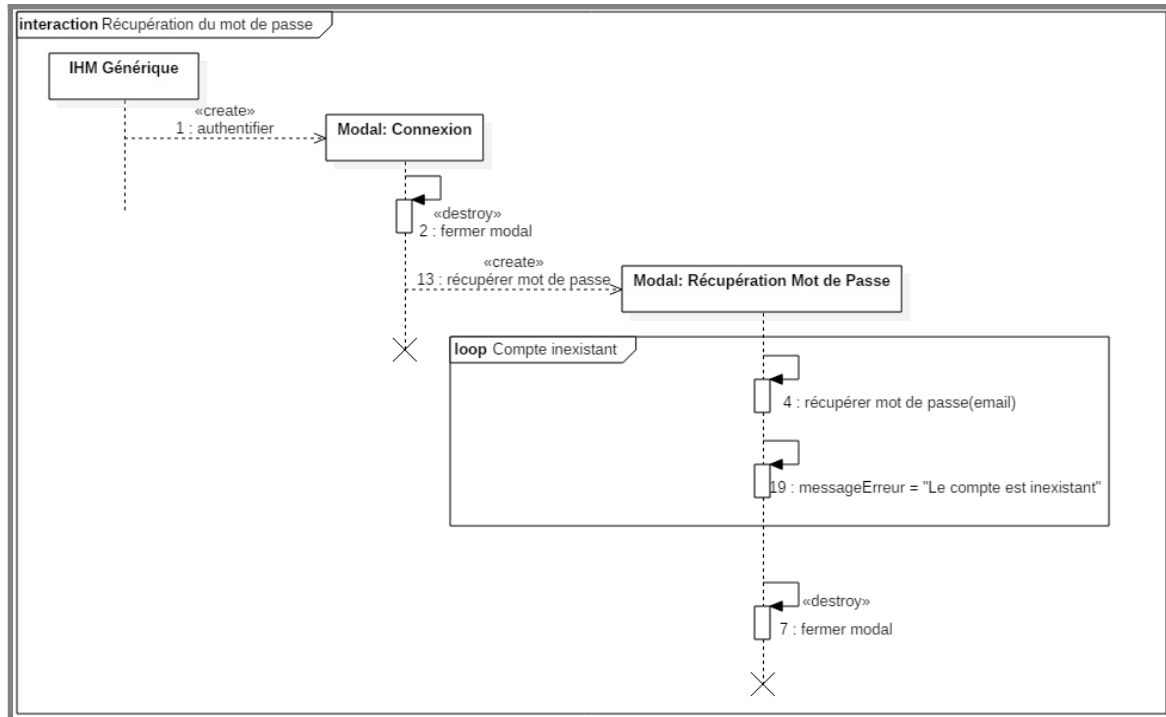 interaction Récupération du mot de passe
IHM Générique
«create»
1 : authentifier
Modal: Connexion
«destroy»
2 : fermer modal
«create»
13 : récupérer mot de passe
Modal: Récupération Mot de Passe
loop Compte inexistant
4 : récupérer mot de passe(email)
19 : messageErreur = "Le compte est inexistant"
«destroy»
7 : fermer modal